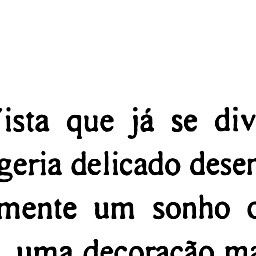 ista que já se div
geria delicado desen
mente um sonho
uma decoração ma